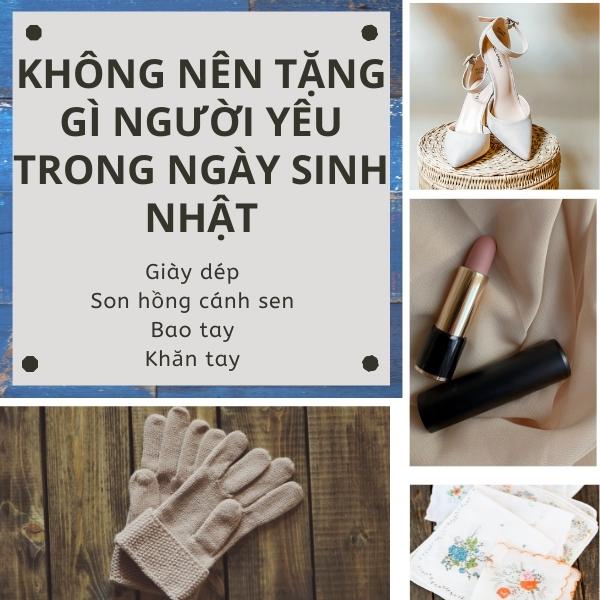 KHÔNG NÊN TẶNG
GÌ NGƯỜI YÊU
TRONG NGÀY SINH
NHẬT
Giày dép
Son hồng cánh sen
Bao tay
Khăn tay